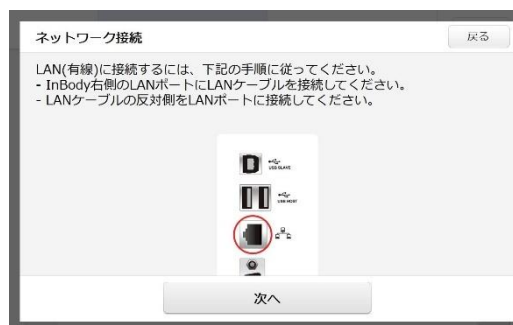 ネットワーク接続
戻る
LAN(有線)に接続するには、下記の手順に従ってください。
- InBody右側のLANポートにLANケーブルを接続してください。
- LANケーブルの反対側をLANポートに接続してください。
USB SLAVE
USB HOST
次へ